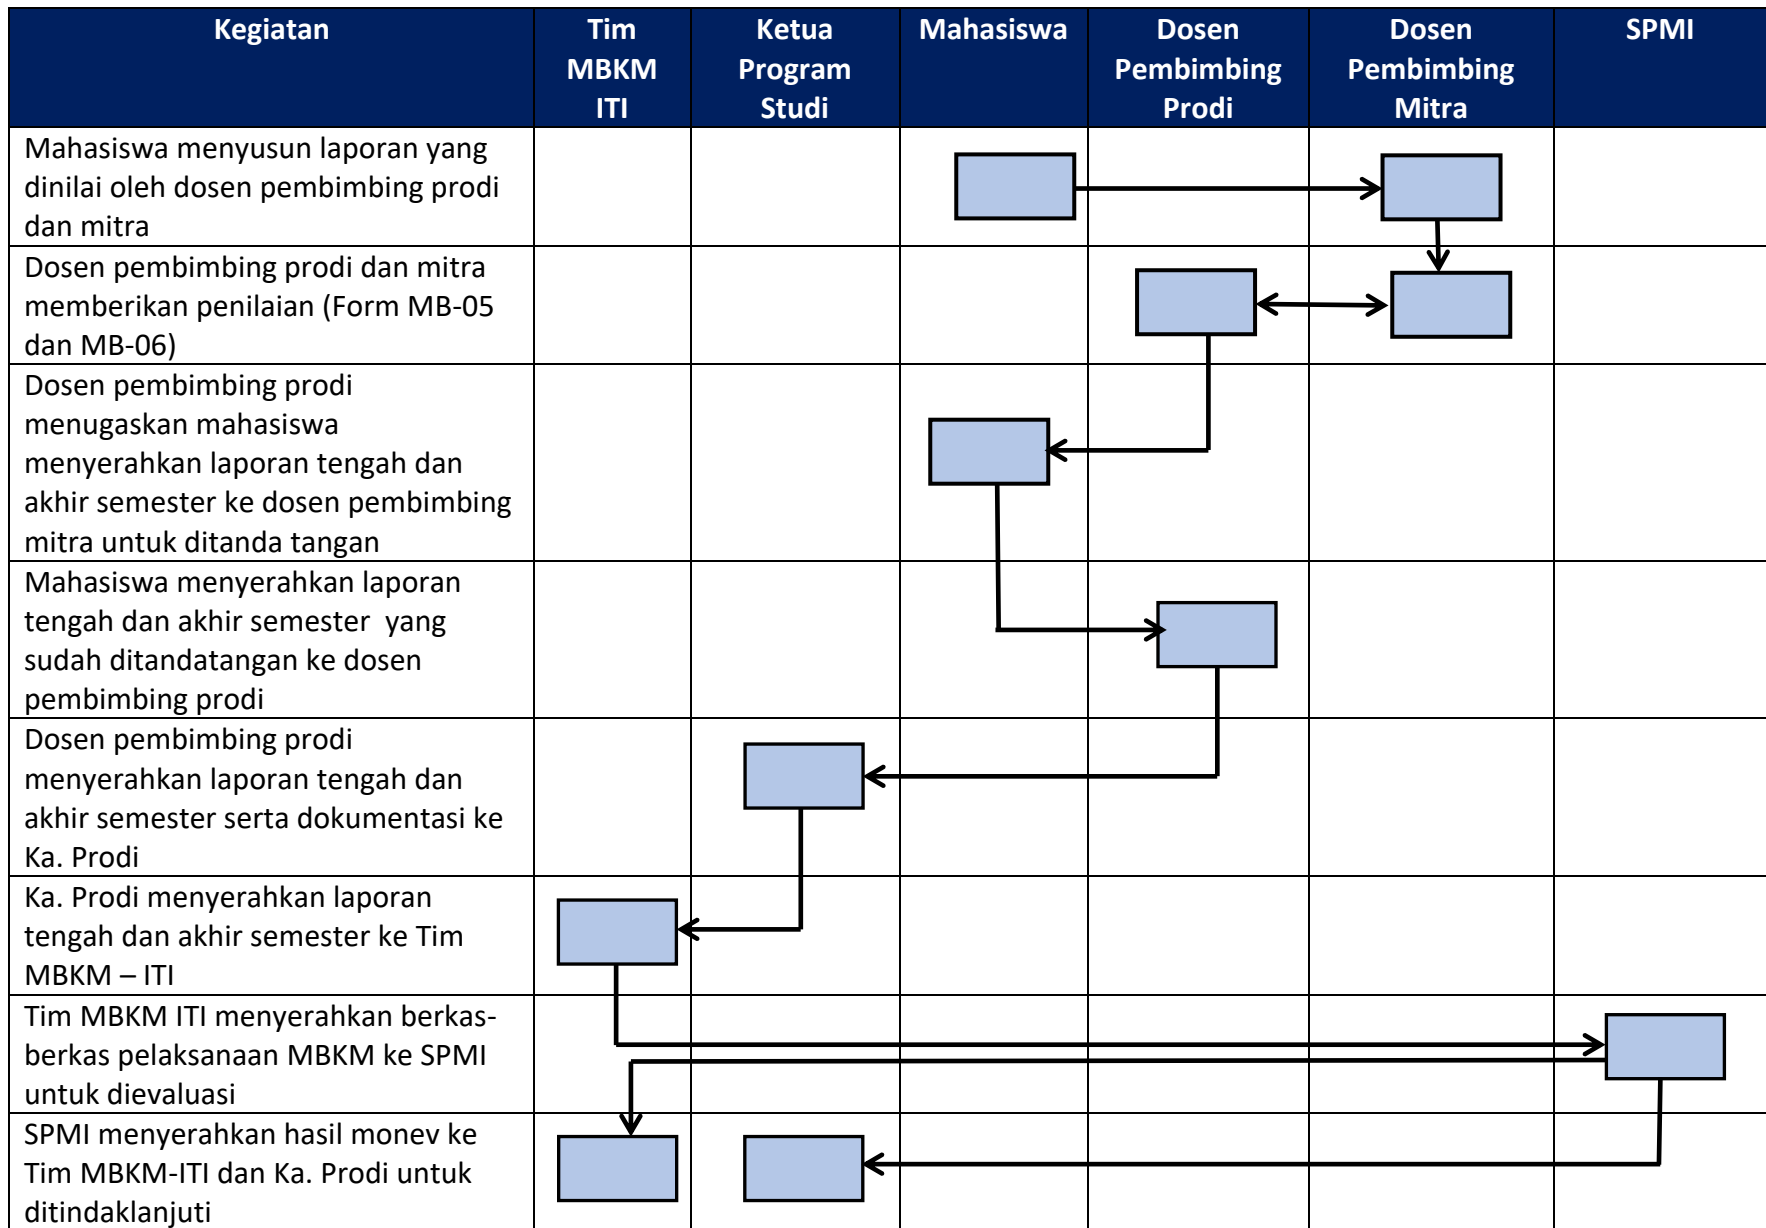 Kegiatan
Tim
MBKM
ITI
Ketua
Program
Studi
Mahasiswa
Dosen
Pembimbing
Prodi
Dosen
Pembimbing
Mitra
SPMI
Mahasiswa menyusun laporan yang
dinilai oleh dosen pembimbing prodi
dan mitra
Dosen pembimbing prodi dan mitra
memberikan penilaian (Form MB-05
dan MB-06)
Dosen pembimbing prodi
menugaskan mahasiswa
menyerahkan laporan tengah dan
akhir semester ke dosen pembimbing
mitra untuk ditanda tangan
Mahasiswa menyerahkan laporan
tengah dan akhir semester  yang
sudah ditandatangan ke dosen
pembimbing prodi
Dosen pembimbing prodi
menyerahkan laporan tengah dan
akhir semester serta dokumentasi ke
Ka. Prodi
Ka. Prodi menyerahkan laporan
tengah dan akhir semester ke Tim
MBKM – ITI
Tim MBKM ITI menyerahkan berkas-
berkas pelaksanaan MBKM ke SPMI
untuk dievaluasi
SPMI menyerahkan hasil monev ke
Tim MBKM-ITI dan Ka. Prodi untuk
ditindaklanjuti